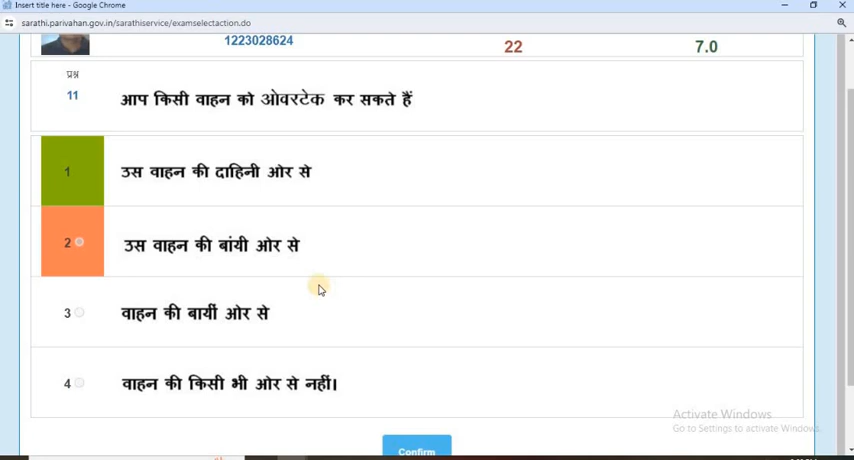 Insert title here - Google Chrome
sarathi.parivahan.gov.in/sarathiservice/examselectaction.do
1223028624 22 7.0
प्रश्न
11 आप किसी वाहन को ओवरटेक कर सकते हैं
1 उस वाहन की दाहिनी ओर से
2 उस वाहन की बांयी ओर से
3 वाहन की बायीं ओर से
4 वाहन की किसी भी ओर से नहीं।
Activate Windows
Go to Settings to activate Windows.
Confirm